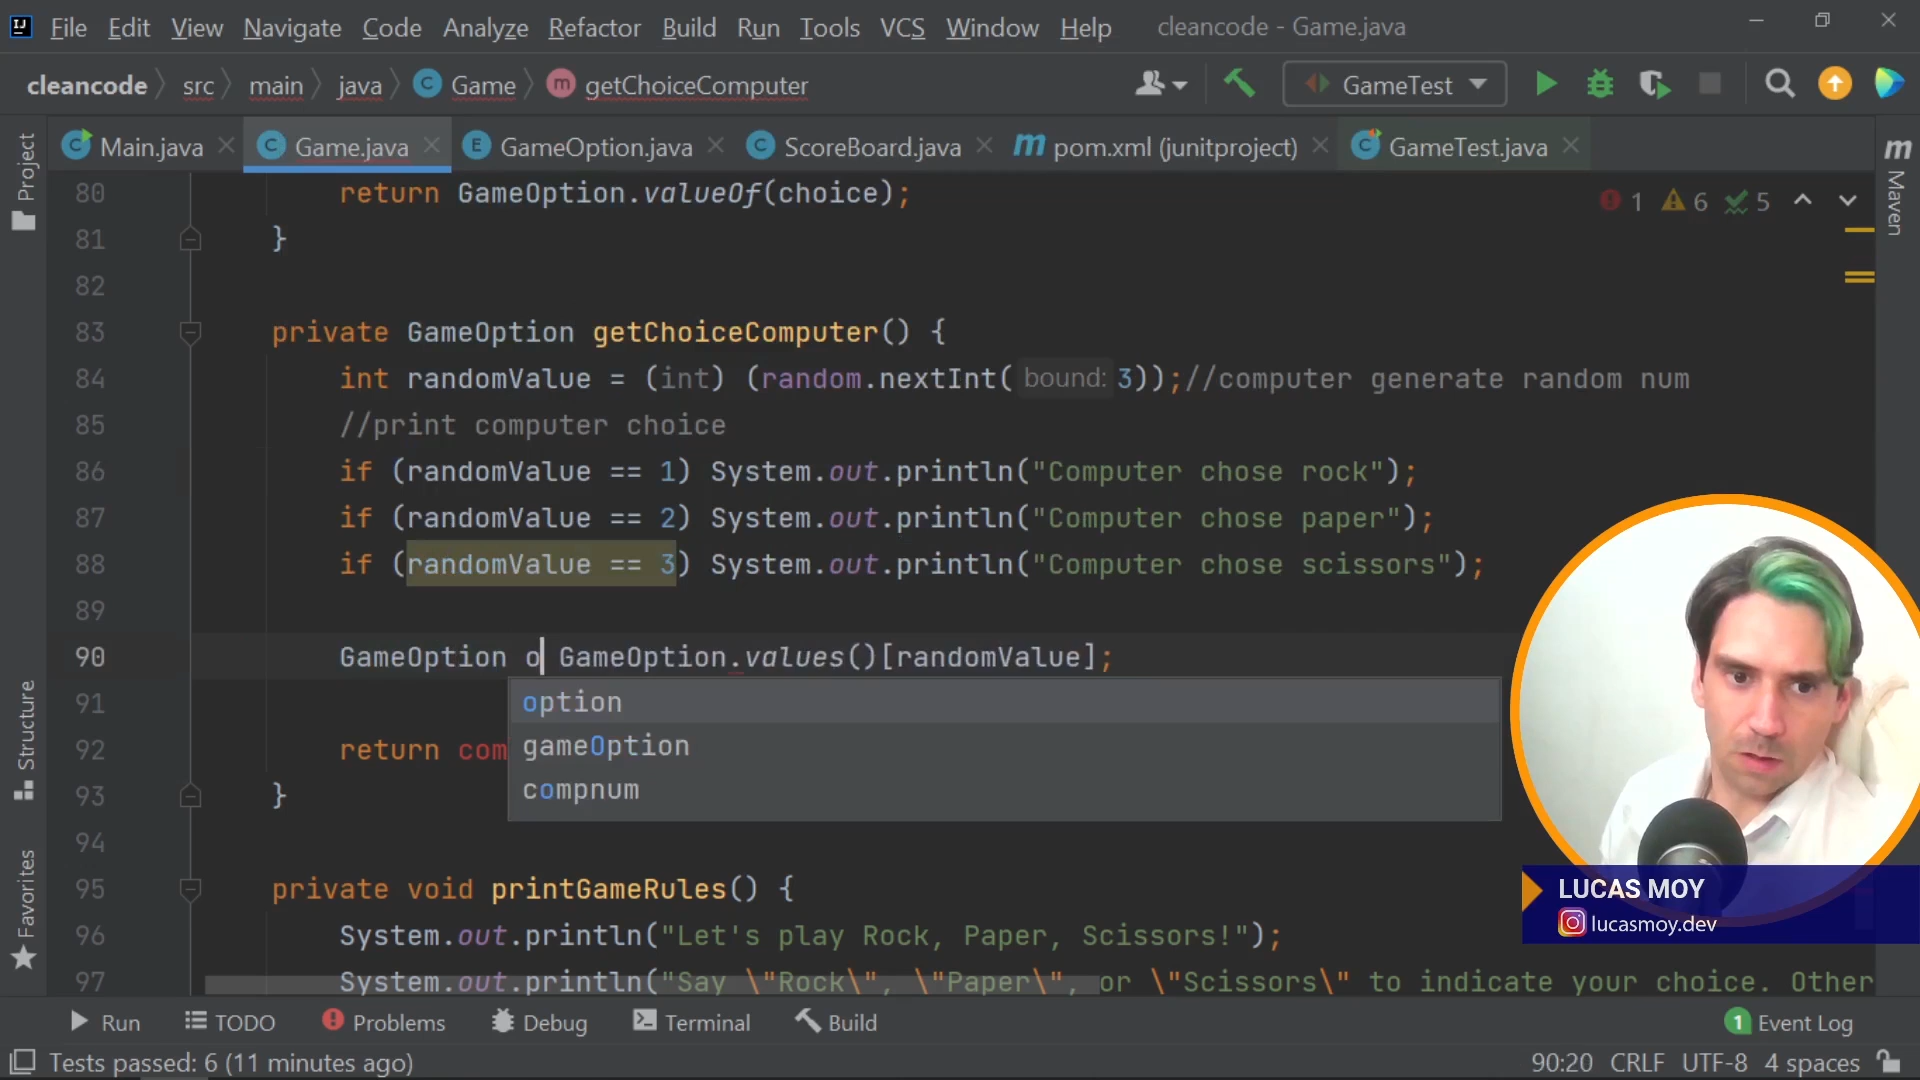 File Edit View Navigate Code Analyze Refactor Build Run Tools VCS Window Help cleancode - Game.java
cleancode src main java C Game m getChoiceComputer GameTest
C Main.java C Game.java E GameOption.java C ScoreBoard.java m pom.xml (junitproject) C GameTest.java
Project
Structure
Favorites
m Maven
1 6 5
80 return GameOption.valueOf(choice);
81 }
82
83 private GameOption getChoiceComputer() {
84 int randomValue = (int) (random.nextInt( bound: 3));//computer generate random num
85 //print computer choice
86 if (randomValue == 1) System.out.println("Computer chose rock");
87 if (randomValue == 2) System.out.println("Computer chose paper");
88 if (randomValue == 3) System.out.println("Computer chose scissors");
89
90 GameOption o GameOption.values()[randomValue];
91 option
gameOption
92 return com
compnum
93 }
94
95 private void printGameRules() {
96 System.out.println("Let's play Rock, Paper, Scissors!");
97 System.out.println("Say \"Rock\", \"Paper\", or \"Scissors\" to indicate your choice. Other
LUCAS MOY
lucasmoy.dev
Run TODO Problems Debug Terminal Build 1 Event Log
Tests passed: 6 (11 minutes ago) 90:20 CRLF UTF-8 4 spaces